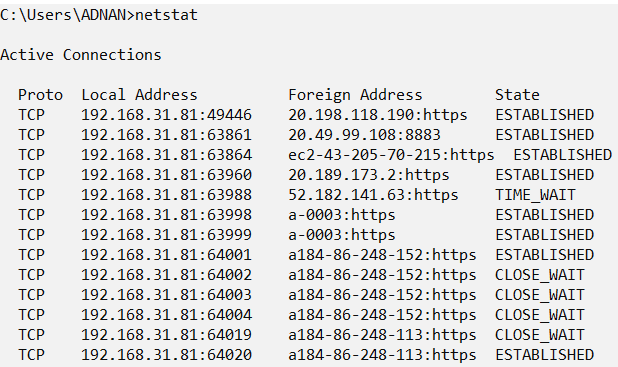 C:\Users\ADNAN>netstat
Active Connections
Proto Local Address Foreign Address State
TCP 192.168.31.81:49446 20.198.118.190:https ESTABLISHED
TCP 192.168.31.81:63861 20.49.99.108:8883 ESTABLISHED
TCP 192.168.31.81:63864 ec2-43-205-70-215:https ESTABLISHED
TCP 192.168.31.81:63960 20.189.173.2:https ESTABLISHED
TCP 192.168.31.81:63988 52.182.141.63:https TIME_WAIT
TCP 192.168.31.81:63998 a-0003:https ESTABLISHED
TCP 192.168.31.81:63999 a-0003:https ESTABLISHED
TCP 192.168.31.81:64001 a184-86-248-152:https ESTABLISHED
TCP 192.168.31.81:64002 a184-86-248-152:https CLOSE_WAIT
TCP 192.168.31.81:64003 a184-86-248-152:https CLOSE_WAIT
TCP 192.168.31.81:64004 a184-86-248-152:https CLOSE_WAIT
TCP 192.168.31.81:64019 a184-86-248-113:https CLOSE_WAIT
TCP 192.168.31.81:64020 a184-86-248-113:https ESTABLISHED